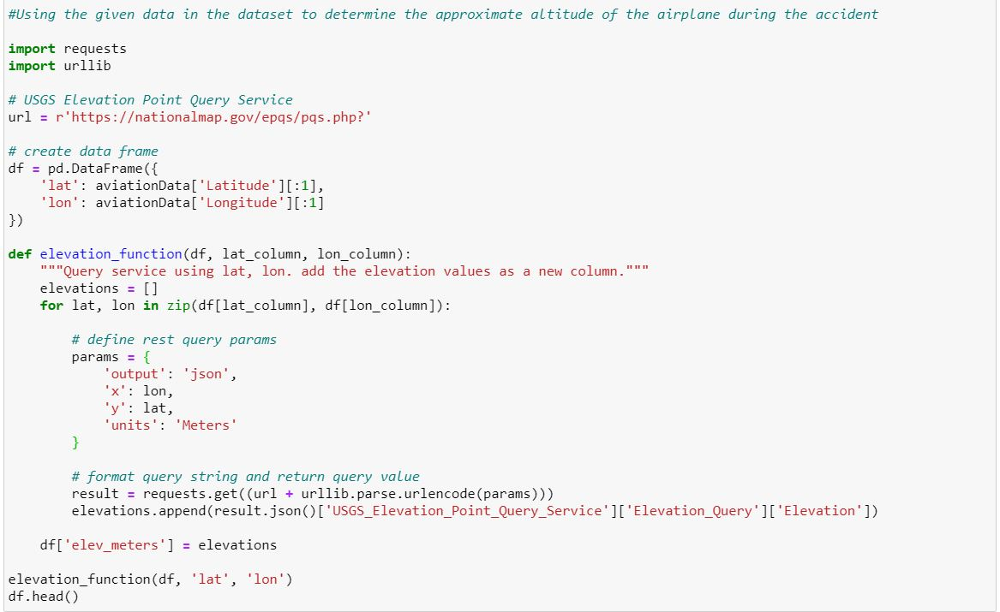 #Using the given data in the dataset to determine the approximate altitude of the airplane during the accident

import requests
import urllib

# USGS Elevation Point Query Service
url = r'https://nationalmap.gov/epqs/pqs.php?'

# create data frame
df = pd.DataFrame({
    'lat': aviationData['Latitude'][:1],
    'lon': aviationData['Longitude'][:1]
})

def elevation_function(df, lat_column, lon_column):
    """Query service using lat, lon. add the elevation values as a new column."""
    elevations = []
    for lat, lon in zip(df[lat_column], df[lon_column]):

        # define rest query params
        params = {
            'output': 'json',
            'x': lon,
            'y': lat,
            'units': 'Meters'
        }

        # format query string and return query value
        result = requests.get((url + urllib.parse.urlencode(params)))
        elevations.append(result.json()['USGS_Elevation_Point_Query_Service']['Elevation_Query']['Elevation'])

    df['elev_meters'] = elevations

elevation_function(df, 'lat', 'lon')
df.head()